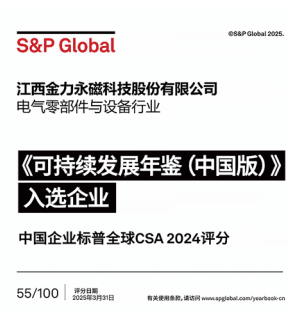 ©S&P Global 2025.
S&P Global
江西金力永磁科技股份有限公司
电气零部件与设备行业
《可持续发展年鉴（中国版）》
入选企业
中国企业标普全球CSA 2024评分
55/100
评分日期
2025年3月31日
有关使用条款，请访问 www.spglobal.com/yearbook-cn